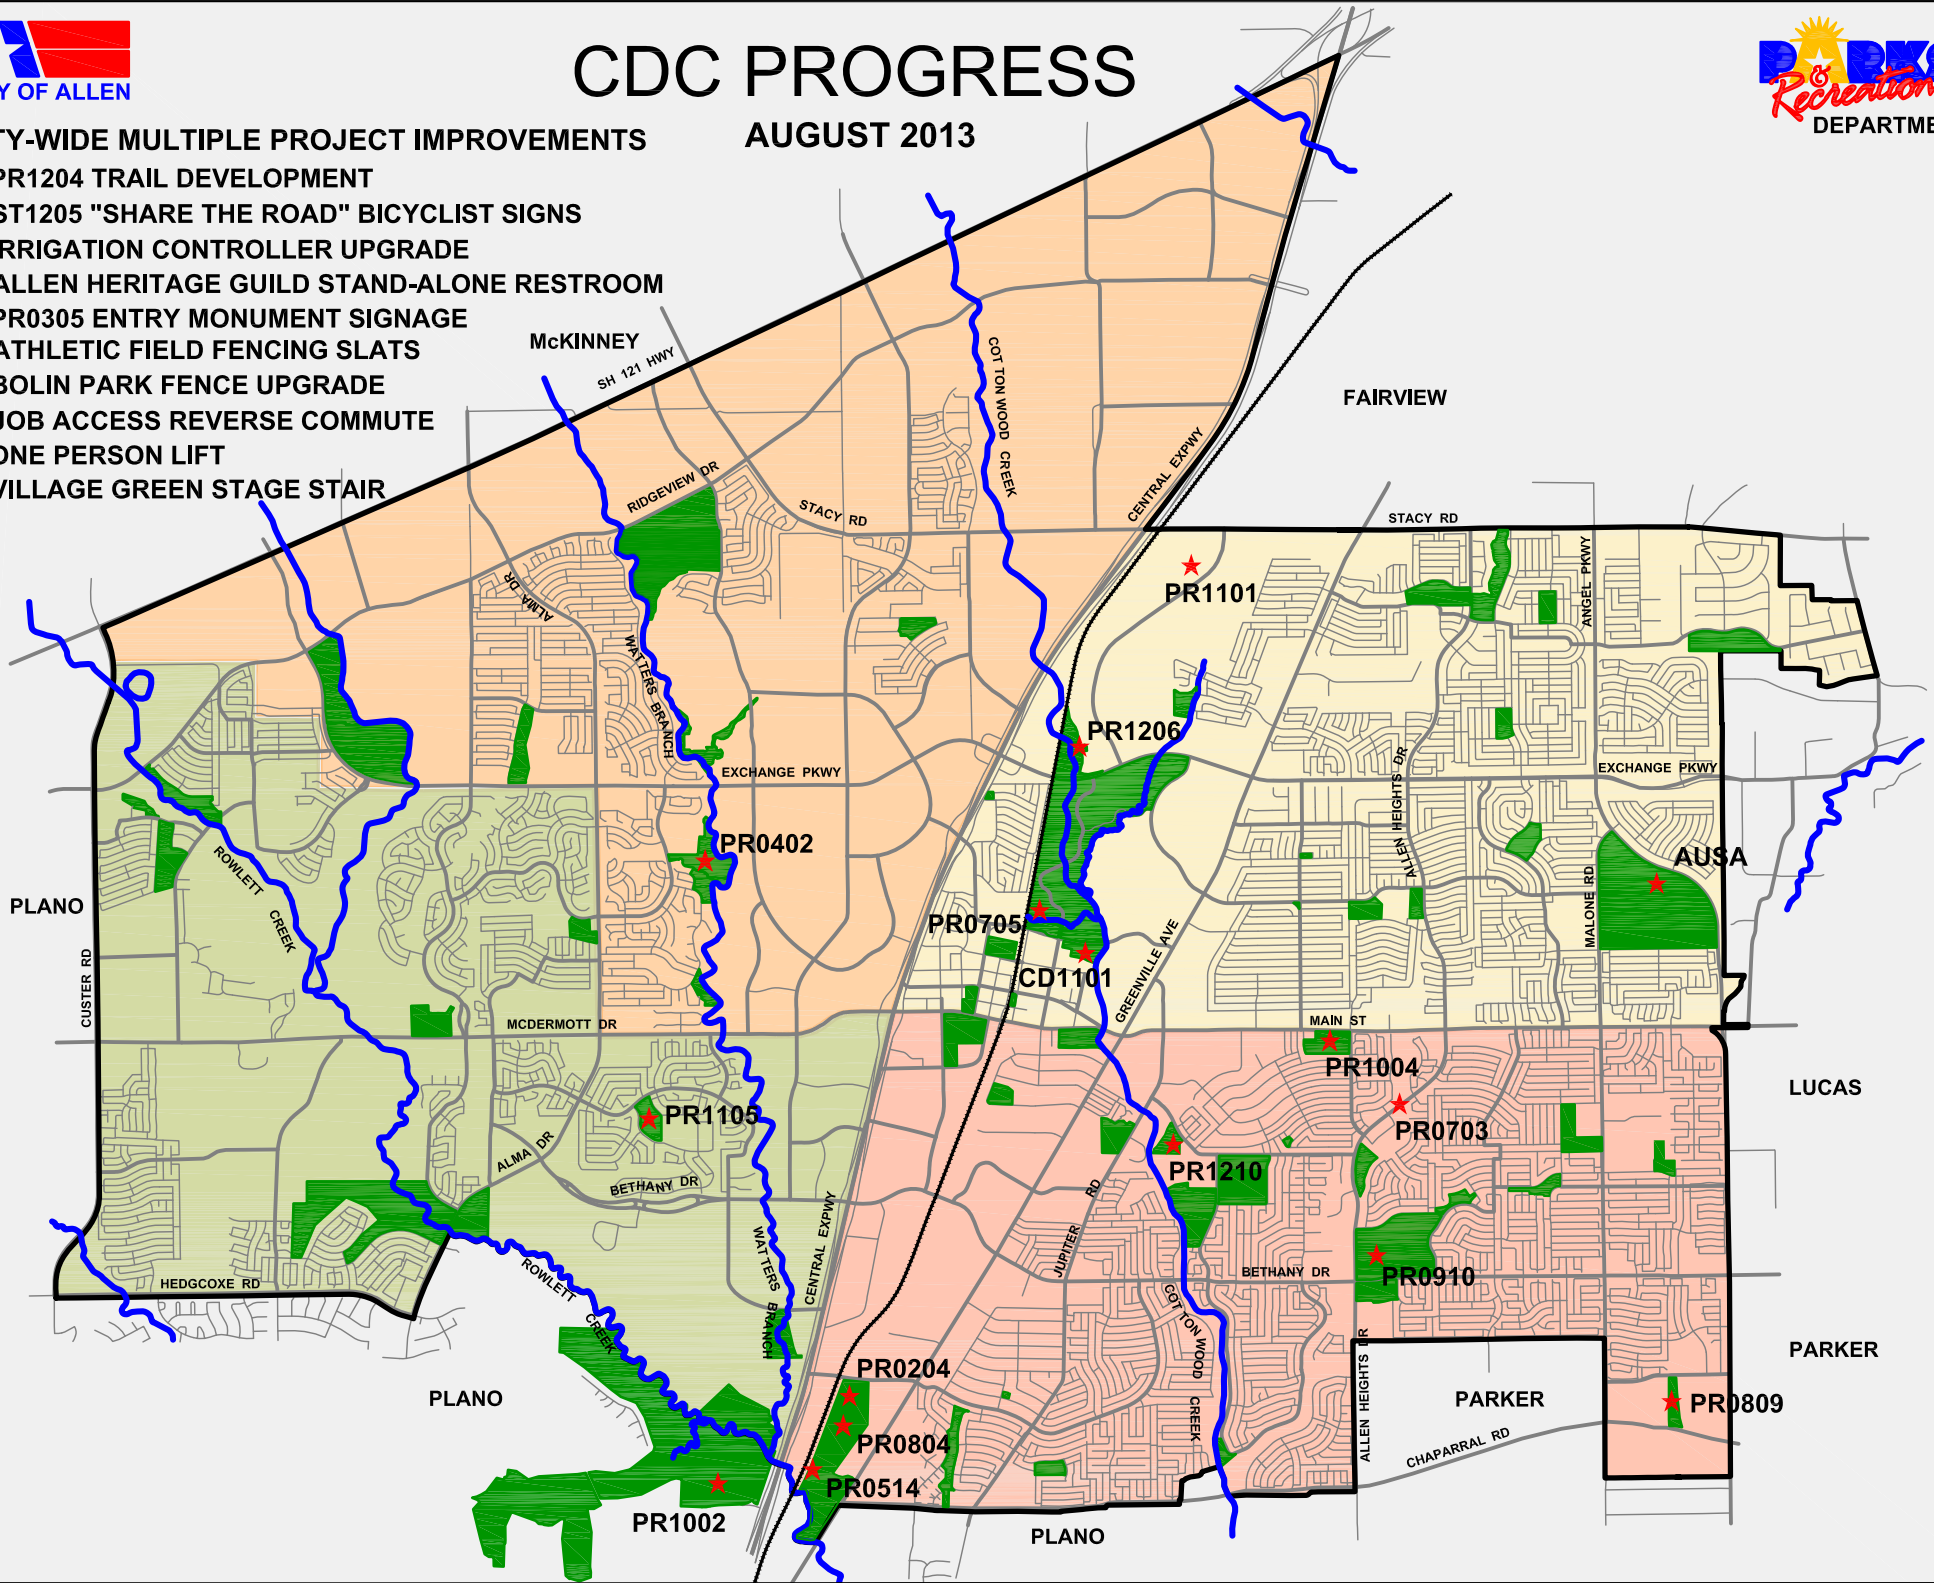 CDC PROGRESS
AUGUST 2013
Y OF ALLEN
PARKS
&
Recreation
DEPARTME
TY-WIDE MULTIPLE PROJECT IMPROVEMENTS
PR1204 TRAIL DEVELOPMENT
ST1205 "SHARE THE ROAD" BICYCLIST SIGNS
IRRIGATION CONTROLLER UPGRADE
ALLEN HERITAGE GUILD STAND-ALONE RESTROOM
PR0305 ENTRY MONUMENT SIGNAGE
ATHLETIC FIELD FENCING SLATS
BOLIN PARK FENCE UPGRADE
JOB ACCESS REVERSE COMMUTE
ONE PERSON LIFT
VILLAGE GREEN STAGE STAIR
McKINNEY
SH 121 HWY
COTTONWOOD CREEK
FAIRVIEW
RIDGEVIEW DR
STACY RD
CENTRAL EXPWY
STACY RD
ANGEL PKWY
PR1101
ALMA DR
WATTERS BRANCH
PR1206
EXCHANGE PKWY
EXCHANGE PKWY
ALLEN HEIGHTS DR
PR0402
AUSA
ROWLETT CREEK
PLANO
PR0705
MALONE RD
CUSTER RD
CD1101
GREENVILLE AVE
MCDERMOTT DR
MAIN ST
PR1004
LUCAS
PR1105
PR0703
ALMA DR
PR1210
BETHANY DR
JUPITER RD
WATTERS BRANCH
CENTRAL EXPWY
HEDGCOXE RD
ROWLETT CREEK
BETHANY DR
PR0910
COTTONWOOD CREEK
ALLEN HEIGHTS DR
PARKER
PR0204
PLANO
PARKER
PR0809
PR0804
CHAPARRAL RD
PR0514
PR1002
PLANO